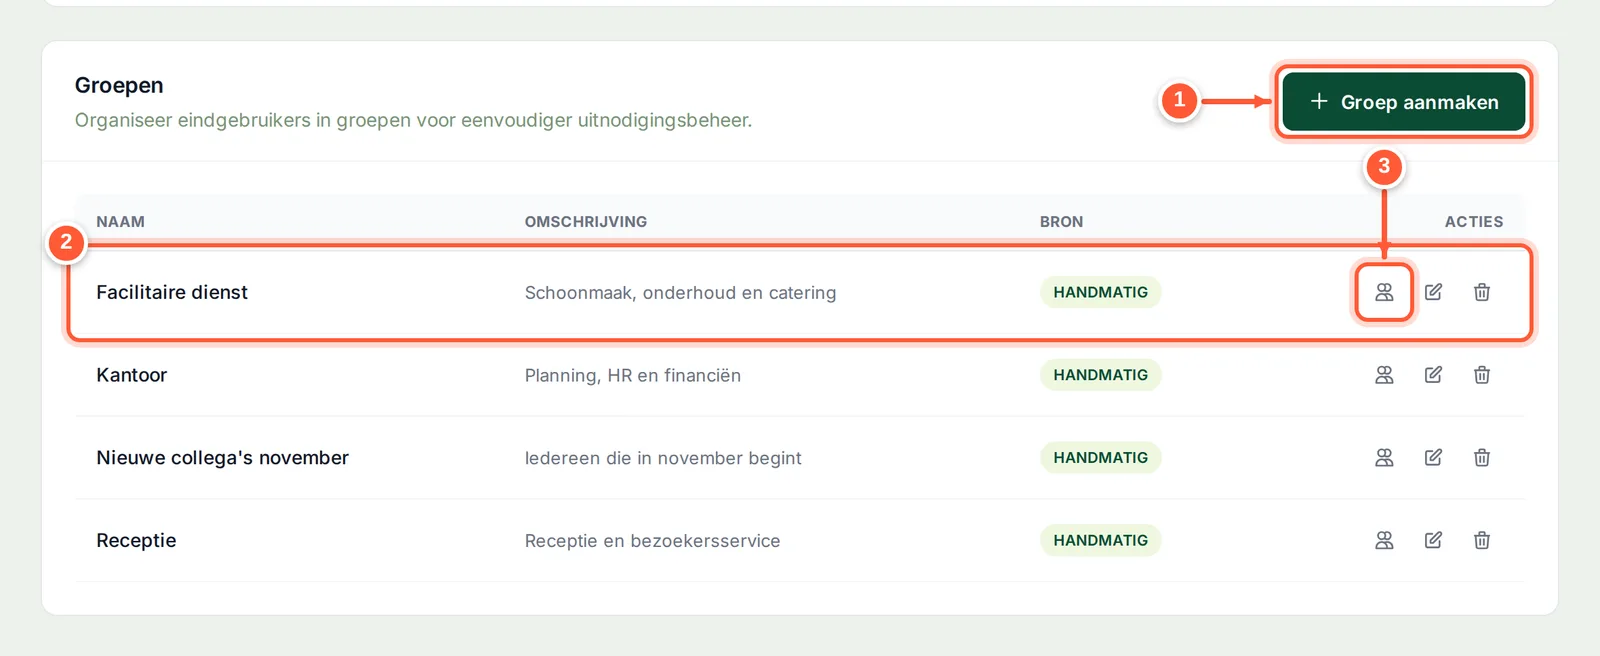 Groepen
Organiseer eindgebruikers in groepen voor eenvoudiger uitnodigingsbeheer.
1
Groep aanmaken
3
NAAM OMSCHRIJVING BRON ACTIES
2
Facilitaire dienst Schoonmaak, onderhoud en catering HANDMATIG
Kantoor Planning, HR en financiën HANDMATIG
Nieuwe collega's november Iedereen die in november begint HANDMATIG
Receptie Receptie en bezoekersservice HANDMATIG